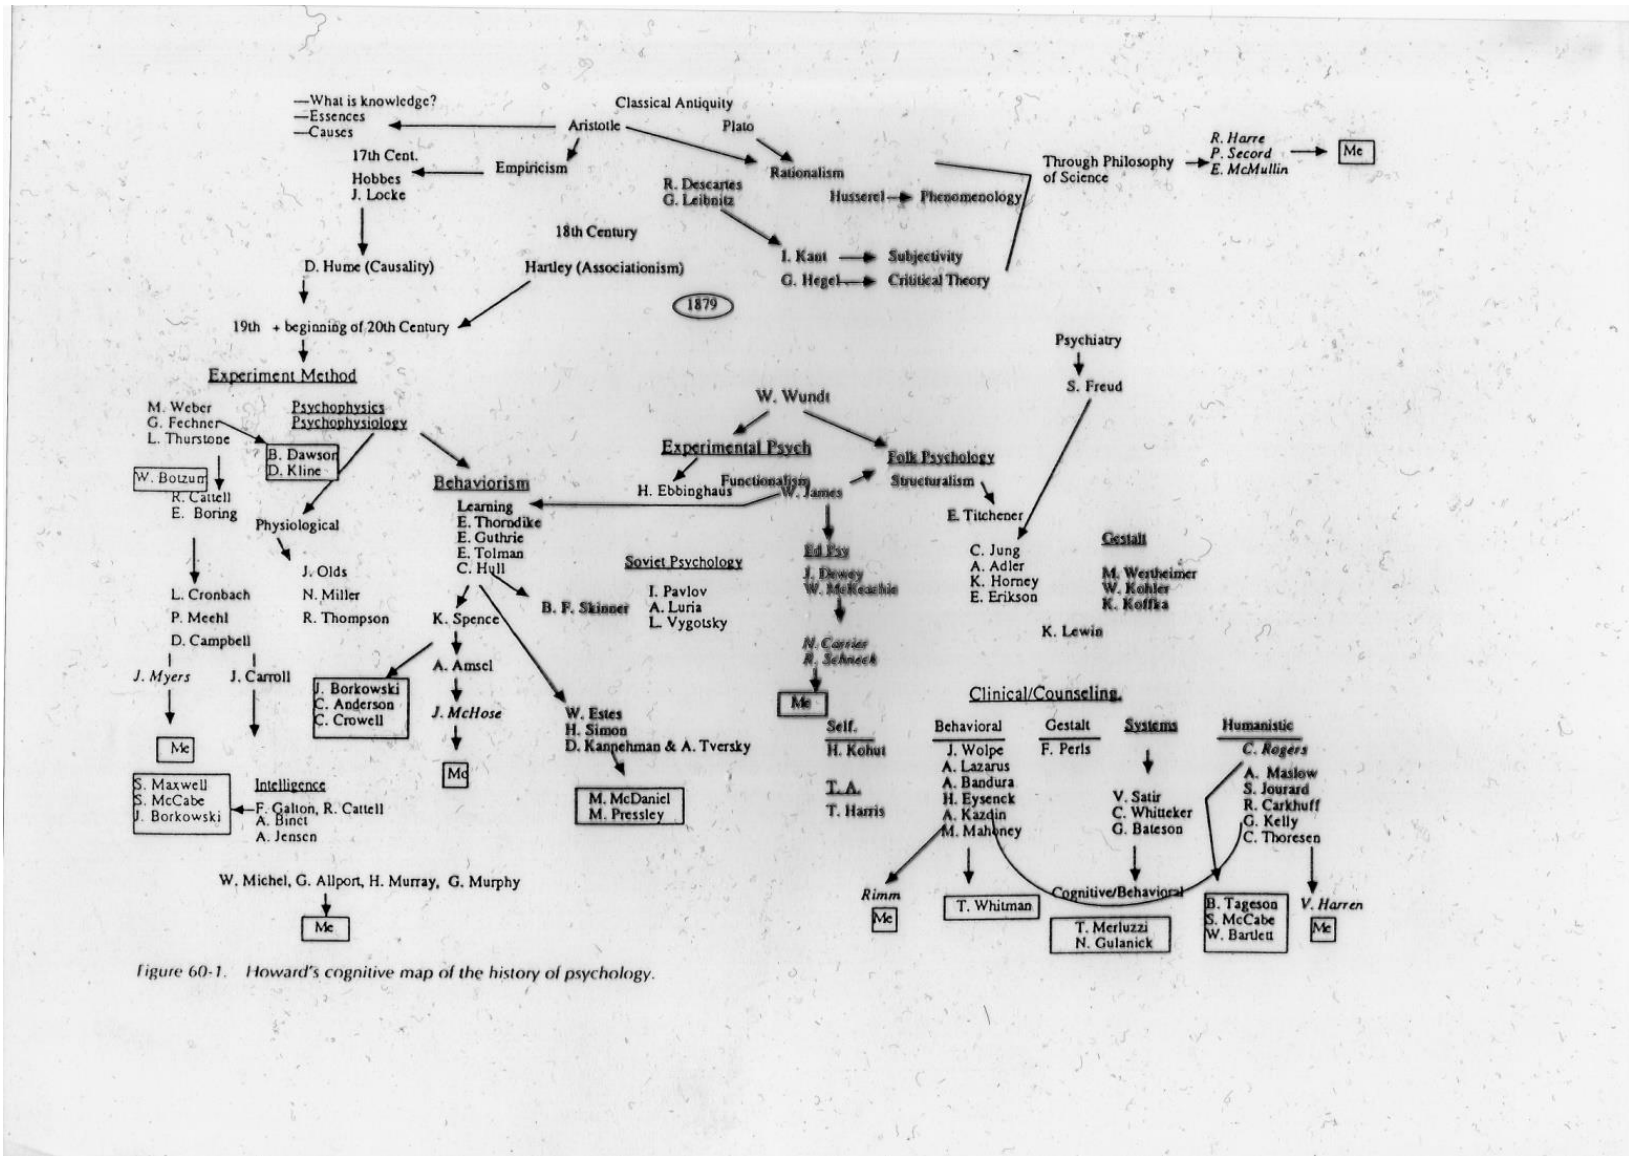 —What is knowledge?
—Essences
—Causes
Classical Antiquity
Aristotle
Plato
17th Cent.
Hobbes
J. Locke
Empiricism
Rationalism
R. Descartes
G. Leibnitz
Husserel
Phenomenology
Through Philosophy
of Science
R. Harre
P. Secord
E. McMullin
Me
18th Century
D. Hume (Causality)
Hartley (Associationism)
I. Kant
Subjectivity
G. Hegel
Critical Theory
1879
19th + beginning of 20th Century
Experiment Method
Psychiatry
S. Freud
W. Wundt
M. Weber
G. Fechner
L. Thurstone
Psychophysics
Psychophysiology
B. Dawson
D. Kline
W. Botzum
R. Cattell
E. Boring
Physiological
Behaviorism
Learning
E. Thorndike
E. Guthrie
E. Tolman
C. Hull
Experimental Psych
H. Ebbinghaus
Functionalism
W. James
Folk Psychology
Structuralism
E. Titchener
C. Jung
A. Adler
K. Horney
E. Erikson
Gestalt
M. Wertheimer
W. Kohler
K. Koffka
K. Lewin
Soviet Psychology
I. Pavlov
A. Luria
L. Vygotsky
Ed Psy
J. Dewey
W. McKeachie
N. Carrier
R. Schneck
Me
J. Olds
N. Miller
R. Thompson
L. Cronbach
P. Meehl
D. Campbell
J. Myers
J. Carroll
Me
B. F. Skinner
K. Spence
A. Amsel
J. McHose
Me
J. Borkowski
C. Anderson
C. Crowell
W. Estes
H. Simon
D. Kannehman & A. Tversky
M. McDaniel
M. Pressley
S. Maxwell
S. McCabe
J. Borkowski
Intelligence
F. Galton, R. Cattell
A. Binet
A. Jensen
W. Michel, G. Allport, H. Murray, G. Murphy
Me
Clinical/Counseling.
Self.
H. Kohut
T. A.
T. Harris
Behavioral
J. Wolpe
A. Lazarus
A. Bandura
H. Eysenck
A. Kazdin
M. Mahoney
Gestalt
F. Perls
Systems
V. Satir
C. Whitteker
G. Bateson
Humanistic
C. Rogers
A. Maslow
S. Jourard
R. Carkhuff
G. Kelly
C. Thoresen
Rimm
Me
T. Whitman
Cognitive/Behavioral
T. Merluzzi
N. Gulanick
B. Tageson
S. McCabe
W. Bartlett
V. Harren
Me
Figure 60-1. Howard's cognitive map of the history of psychology.